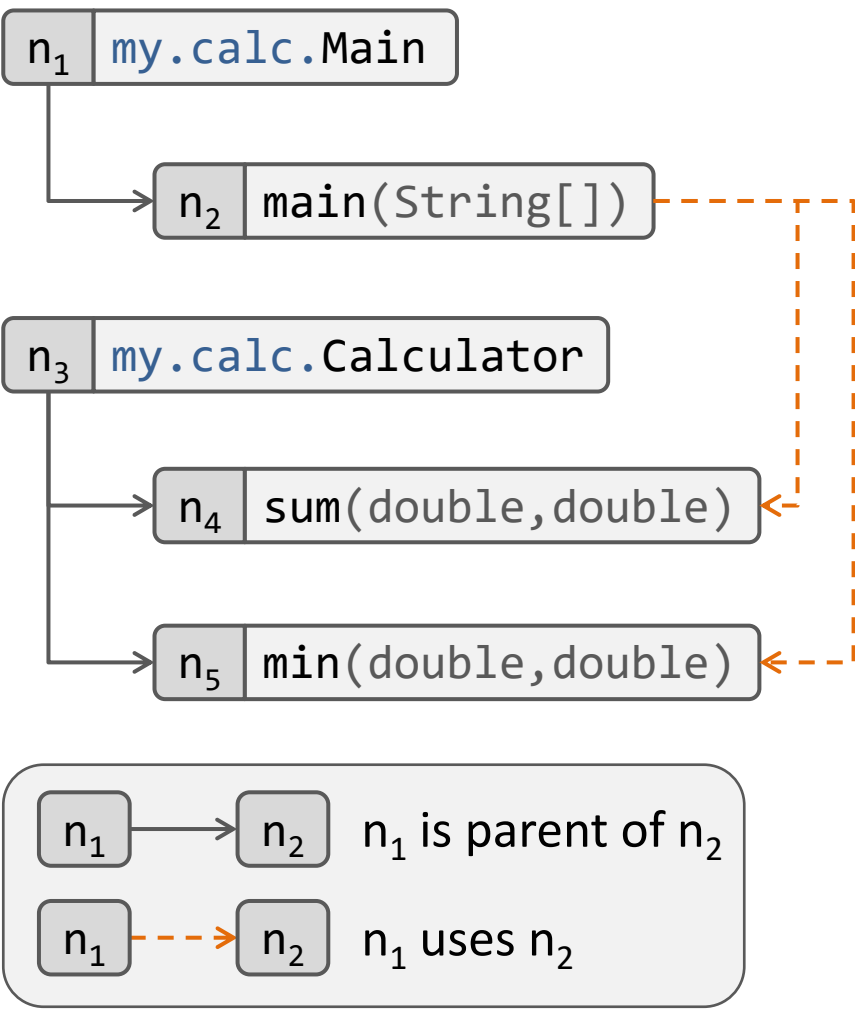 n₁ my.calc.Main
n₂ main(String[])
n₃ my.calc.Calculator
n₄ sum(double,double)
n₅ min(double,double)
n₁ n₂ n₁ is parent of n₂
n₁ n₂ n₁ uses n₂